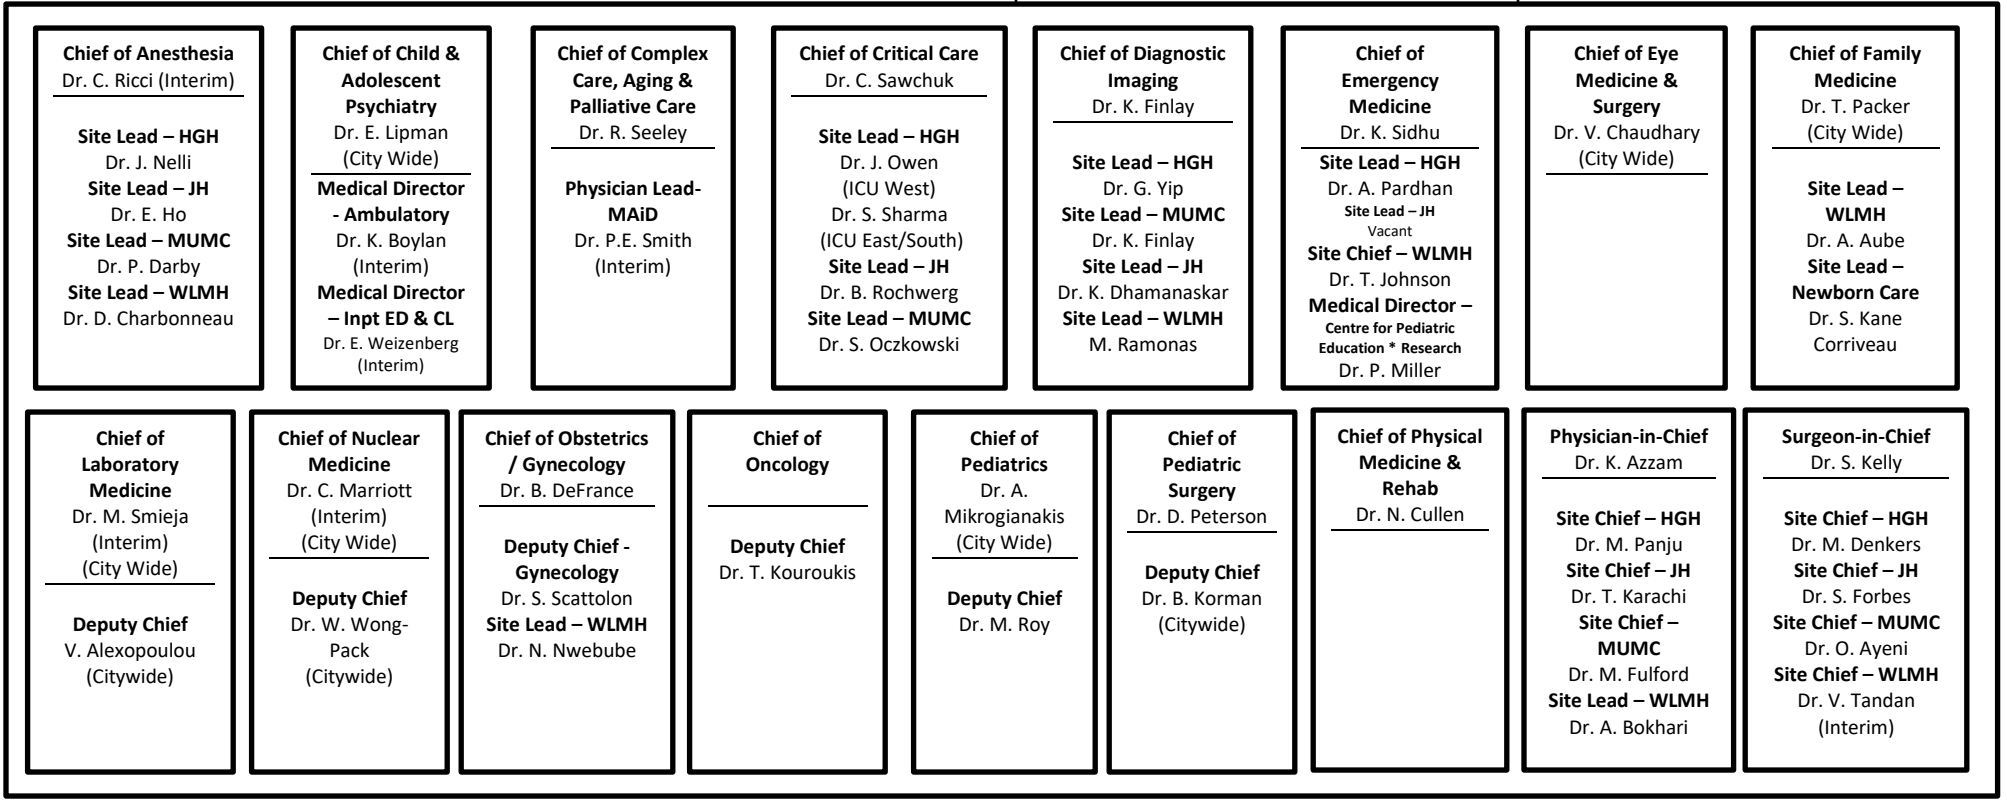 Chief of Anesthesia
Dr. C. Ricci (Interim)
Site Lead – HGH
Dr. J. Nelli
Site Lead – JH
Dr. E. Ho
Site Lead – MUMC
Dr. P. Darby
Site Lead – WLMH
Dr. D. Charbonneau
Chief of Child &
Adolescent
Psychiatry
Dr. E. Lipman
(City Wide)
Medical Director
- Ambulatory
Dr. K. Boylan
(Interim)
Medical Director
– Inpt ED & CL
Dr. E. Weizenberg
(Interim)
Chief of Complex
Care, Aging &
Palliative Care
Dr. R. Seeley
Physician Lead-
MAiD
Dr. P.E. Smith
(Interim)
Chief of Critical Care
Dr. C. Sawchuk
Site Lead – HGH
Dr. J. Owen
(ICU West)
Dr. S. Sharma
(ICU East/South)
Site Lead – JH
Dr. B. Rochwerg
Site Lead – MUMC
Dr. S. Oczkowski
Chief of Diagnostic
Imaging
Dr. K. Finlay
Site Lead – HGH
Dr. G. Yip
Site Lead – MUMC
Dr. K. Finlay
Site Lead – JH
Dr. K. Dhamanaskar
Site Lead – WLMH
M. Ramonas
Chief of
Emergency
Medicine
Dr. K. Sidhu
Site Lead – HGH
Dr. A. Pardhan
Site Lead – JH
Vacant
Site Chief – WLMH
Dr. T. Johnson
Medical Director –
Centre for Pediatric
Education * Research
Dr. P. Miller
Chief of Eye
Medicine &
Surgery
Dr. V. Chaudhary
(City Wide)
Chief of Family
Medicine
Dr. T. Packer
(City Wide)
Site Lead –
WLMH
Dr. A. Aube
Site Lead –
Newborn Care
Dr. S. Kane
Corriveau
Chief of
Laboratory
Medicine
Dr. M. Smieja
(Interim)
(City Wide)
Deputy Chief
V. Alexopoulou
(Citywide)
Chief of Nuclear
Medicine
Dr. C. Marriott
(Interim)
(City Wide)
Deputy Chief
Dr. W. Wong-
Pack
(Citywide)
Chief of Obstetrics
/ Gynecology
Dr. B. DeFrance
Deputy Chief -
Gynecology
Dr. S. Scattolon
Site Lead – WLMH
Dr. N. Nwebube
Chief of
Oncology
Deputy Chief
Dr. T. Kouroukis
Chief of
Pediatrics
Dr. A.
Mikrogianakis
(City Wide)
Deputy Chief
Dr. M. Roy
Chief of
Pediatric
Surgery
Dr. D. Peterson
Deputy Chief
Dr. B. Korman
(Citywide)
Chief of Physical
Medicine &
Rehab
Dr. N. Cullen
Physician-in-Chief
Dr. K. Azzam
Site Chief – HGH
Dr. M. Panju
Site Chief – JH
Dr. T. Karachi
Site Chief –
MUMC
Dr. M. Fulford
Site Lead – WLMH
Dr. A. Bokhari
Surgeon-in-Chief
Dr. S. Kelly
Site Chief – HGH
Dr. M. Denkers
Site Chief – JH
Dr. S. Forbes
Site Chief – MUMC
Dr. O. Ayeni
Site Chief – WLMH
Dr. V. Tandan
(Interim)